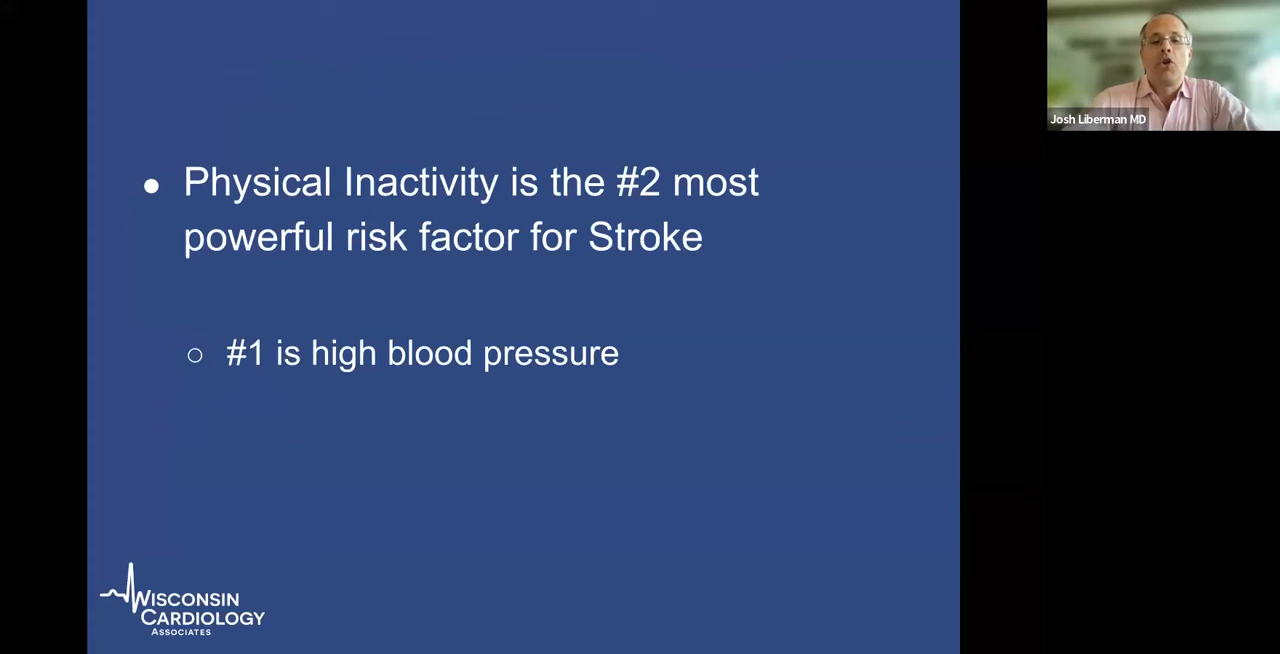 Josh Liberman MD
● Physical Inactivity is the #2 most
powerful risk factor for Stroke
○ #1 is high blood pressure
WISCONSIN
CARDIOLOGY
ASSOCIATES